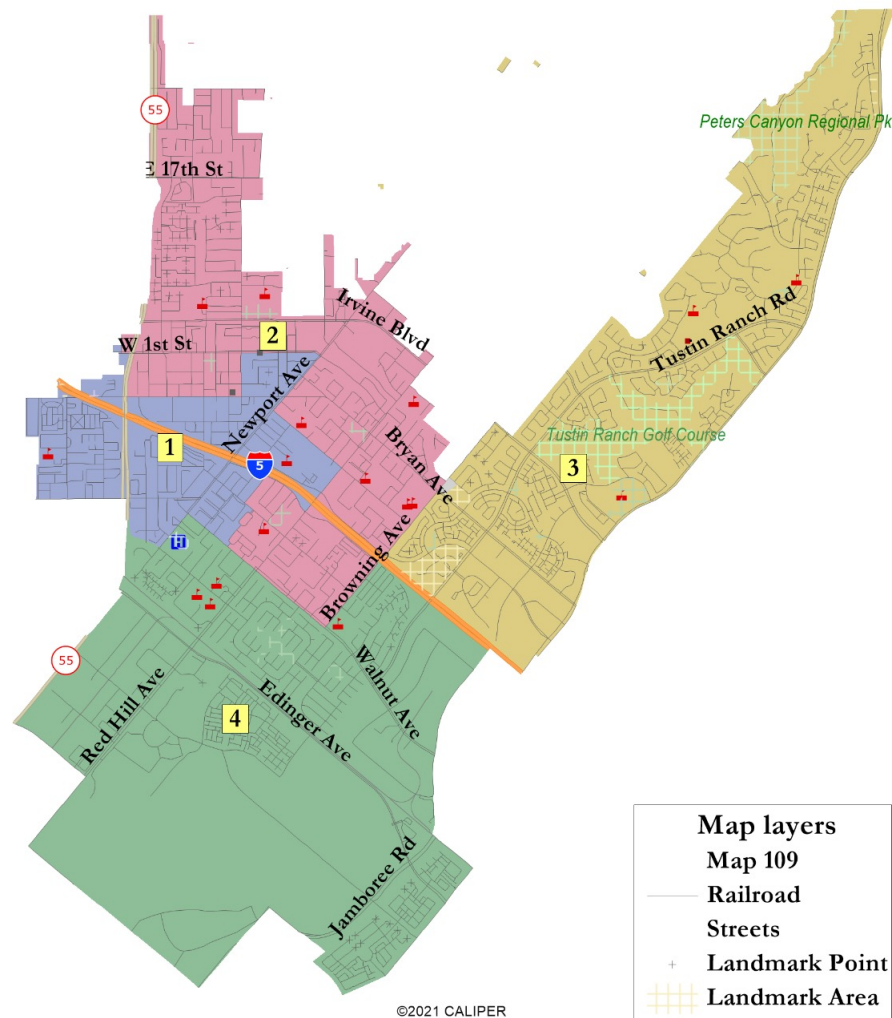 55
Peters Canyon Regional Pk
E 17th St
Irvine Blvd
Tustin Ranch Rd
2
W 1st St
Newport Ave
Tustin Ranch Golf Course
1
Bryan Ave
5
3
H
Browning Ave
55
Walnut Ave
Red Hill Ave
Edinger Ave
4
Jamboree Rd
Map layers
Map 109
Railroad
Streets
Landmark Point
Landmark Area
©2021 CALIPER